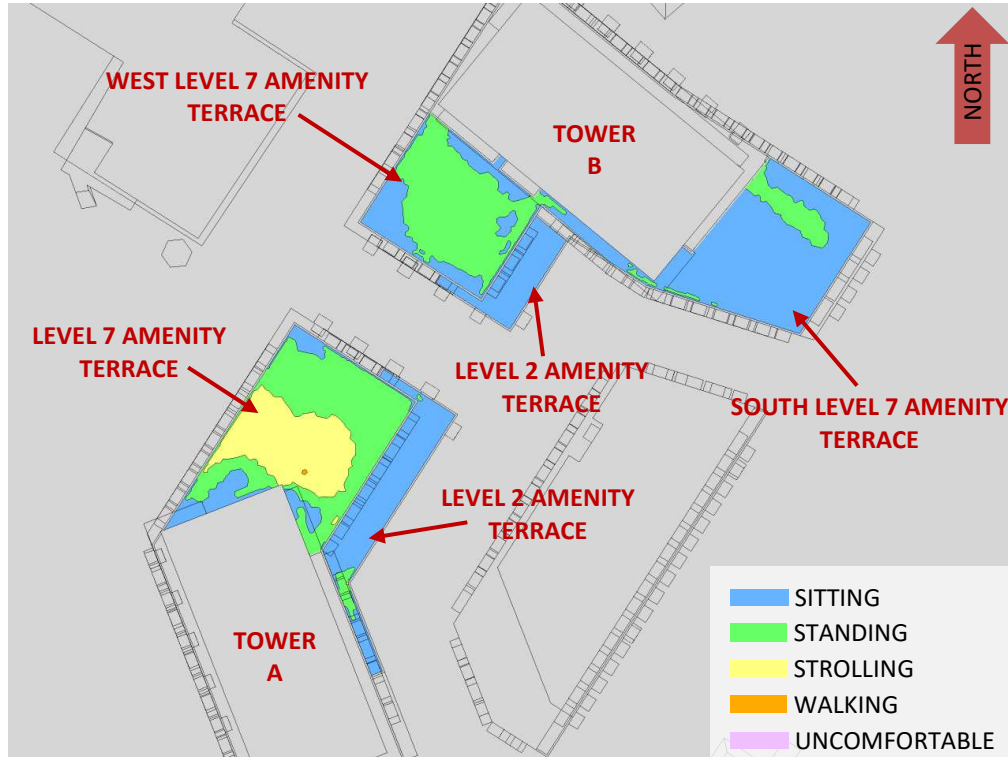 NORTH
WEST LEVEL 7 AMENITY
TERRACE
TOWER
B
LEVEL 7 AMENITY
TERRACE
LEVEL 2 AMENITY
TERRACE
SOUTH LEVEL 7 AMENITY
TERRACE
LEVEL 2 AMENITY
TERRACE
TOWER
A
SITTING
STANDING
STROLLING
WALKING
UNCOMFORTABLE